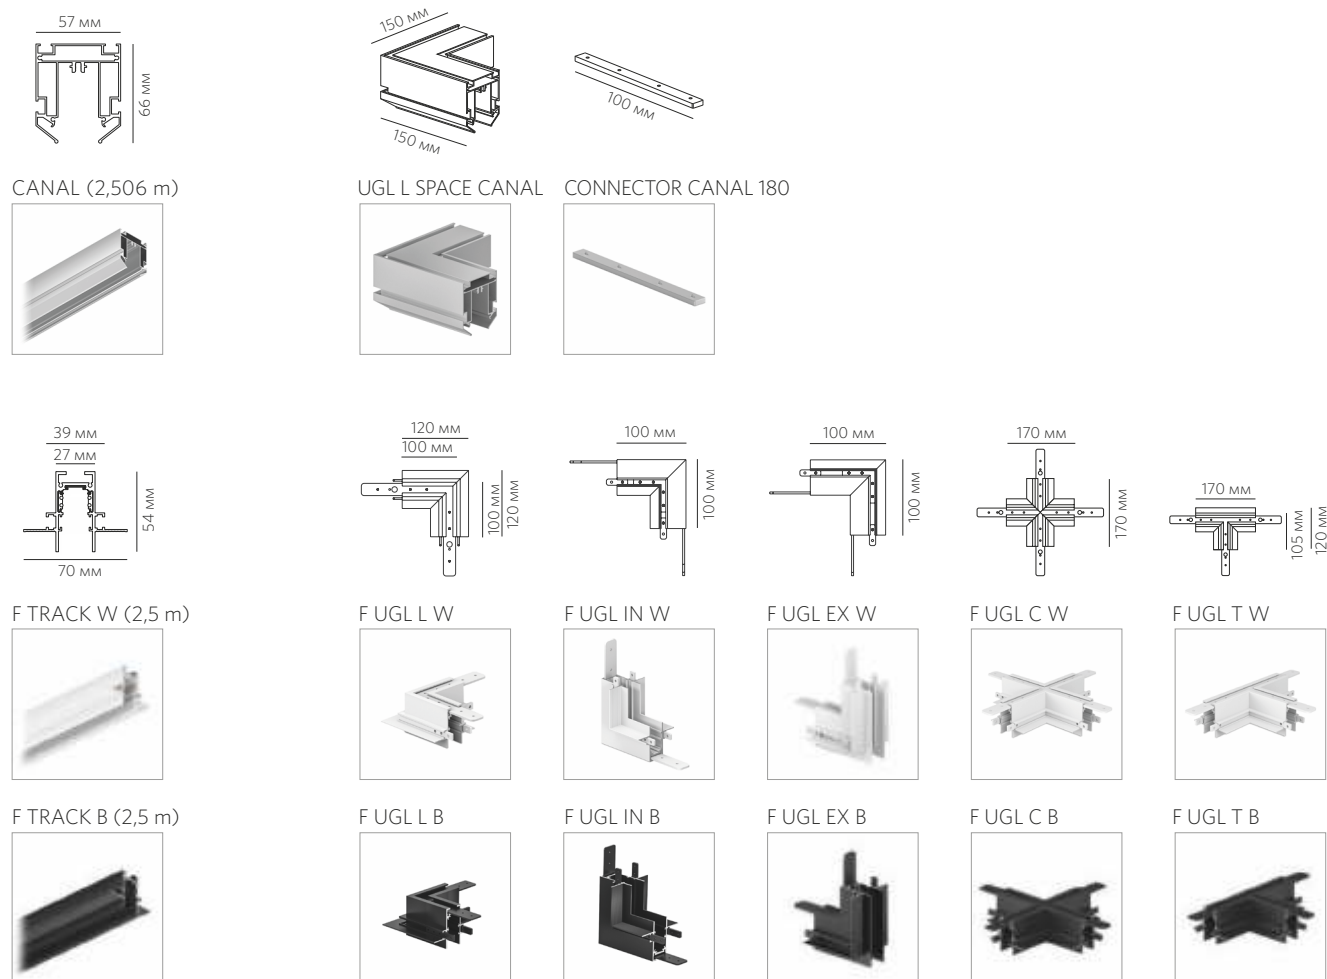 57 мм
66 мм
150 мм
150 мм
100 мм
CANAL (2,506 m)
UGL L SPACE CANAL
CONNECTOR CANAL 180
39 мм
27 мм
54 мм
70 мм
120 мм
100 мм
100 мм
120 мм
100 мм
100 мм
100 мм
100 мм
170 мм
170 мм
170 мм
105 мм
120 мм
F TRACK W (2,5 m)
F UGL L W
F UGL IN W
F UGL EX W
F UGL C W
F UGL T W
F TRACK B (2,5 m)
F UGL L B
F UGL IN B
F UGL EX B
F UGL C B
F UGL T B